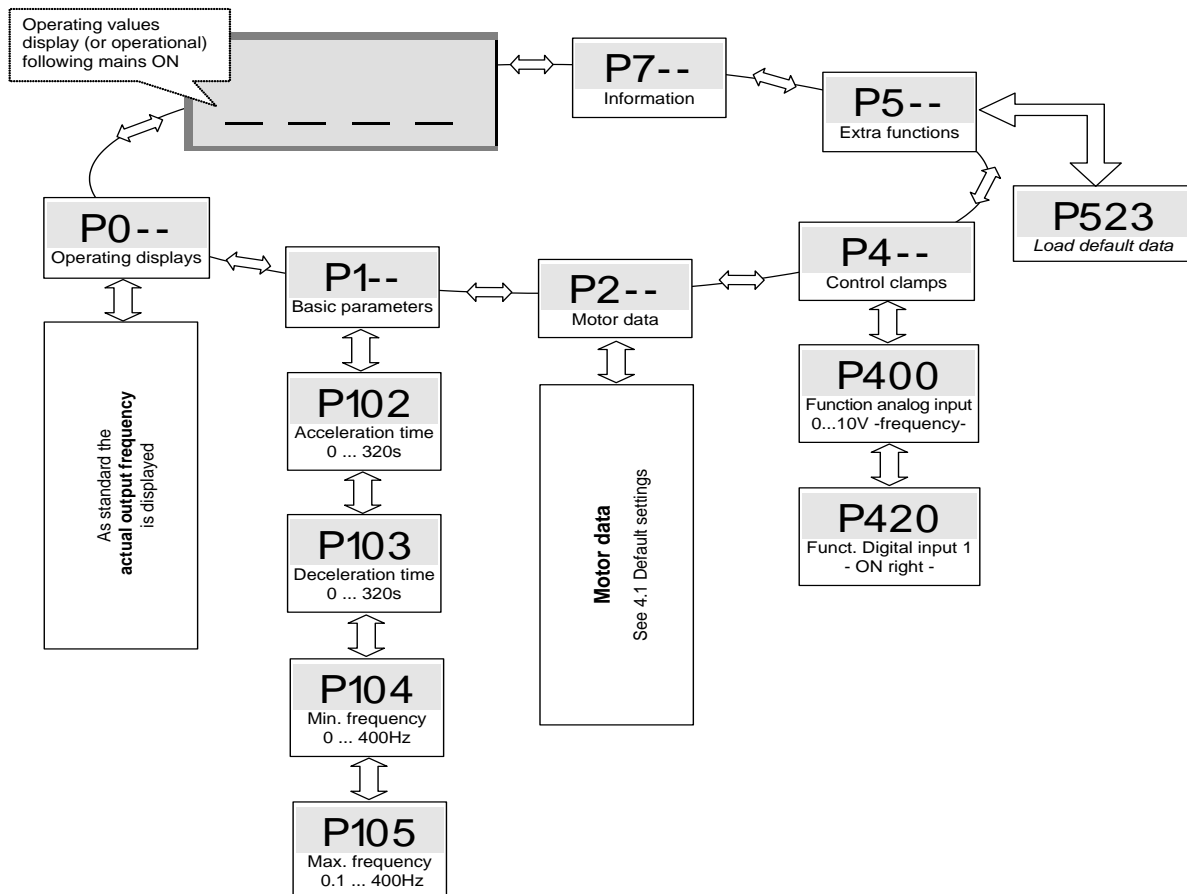 Operating values
display (or operational)
following mains ON
_ _ _ _
P7--
Information
P5--
Extra functions
P523
Load default data
P0--
Operating displays
P1--
Basic parameters
P2--
Motor data
P4--
Control clamps
As standard the
actual output frequency
is displayed
P102
Acceleration time
0 ... 320s
P103
Deceleration time
0 ... 320s
P104
Min. frequency
0 ... 400Hz
P105
Max. frequency
0.1 ... 400Hz
Motor data
See 4.1 Default settings
P400
Function analog input
0...10V -frequency-
P420
Funct. Digital input 1
- ON right -